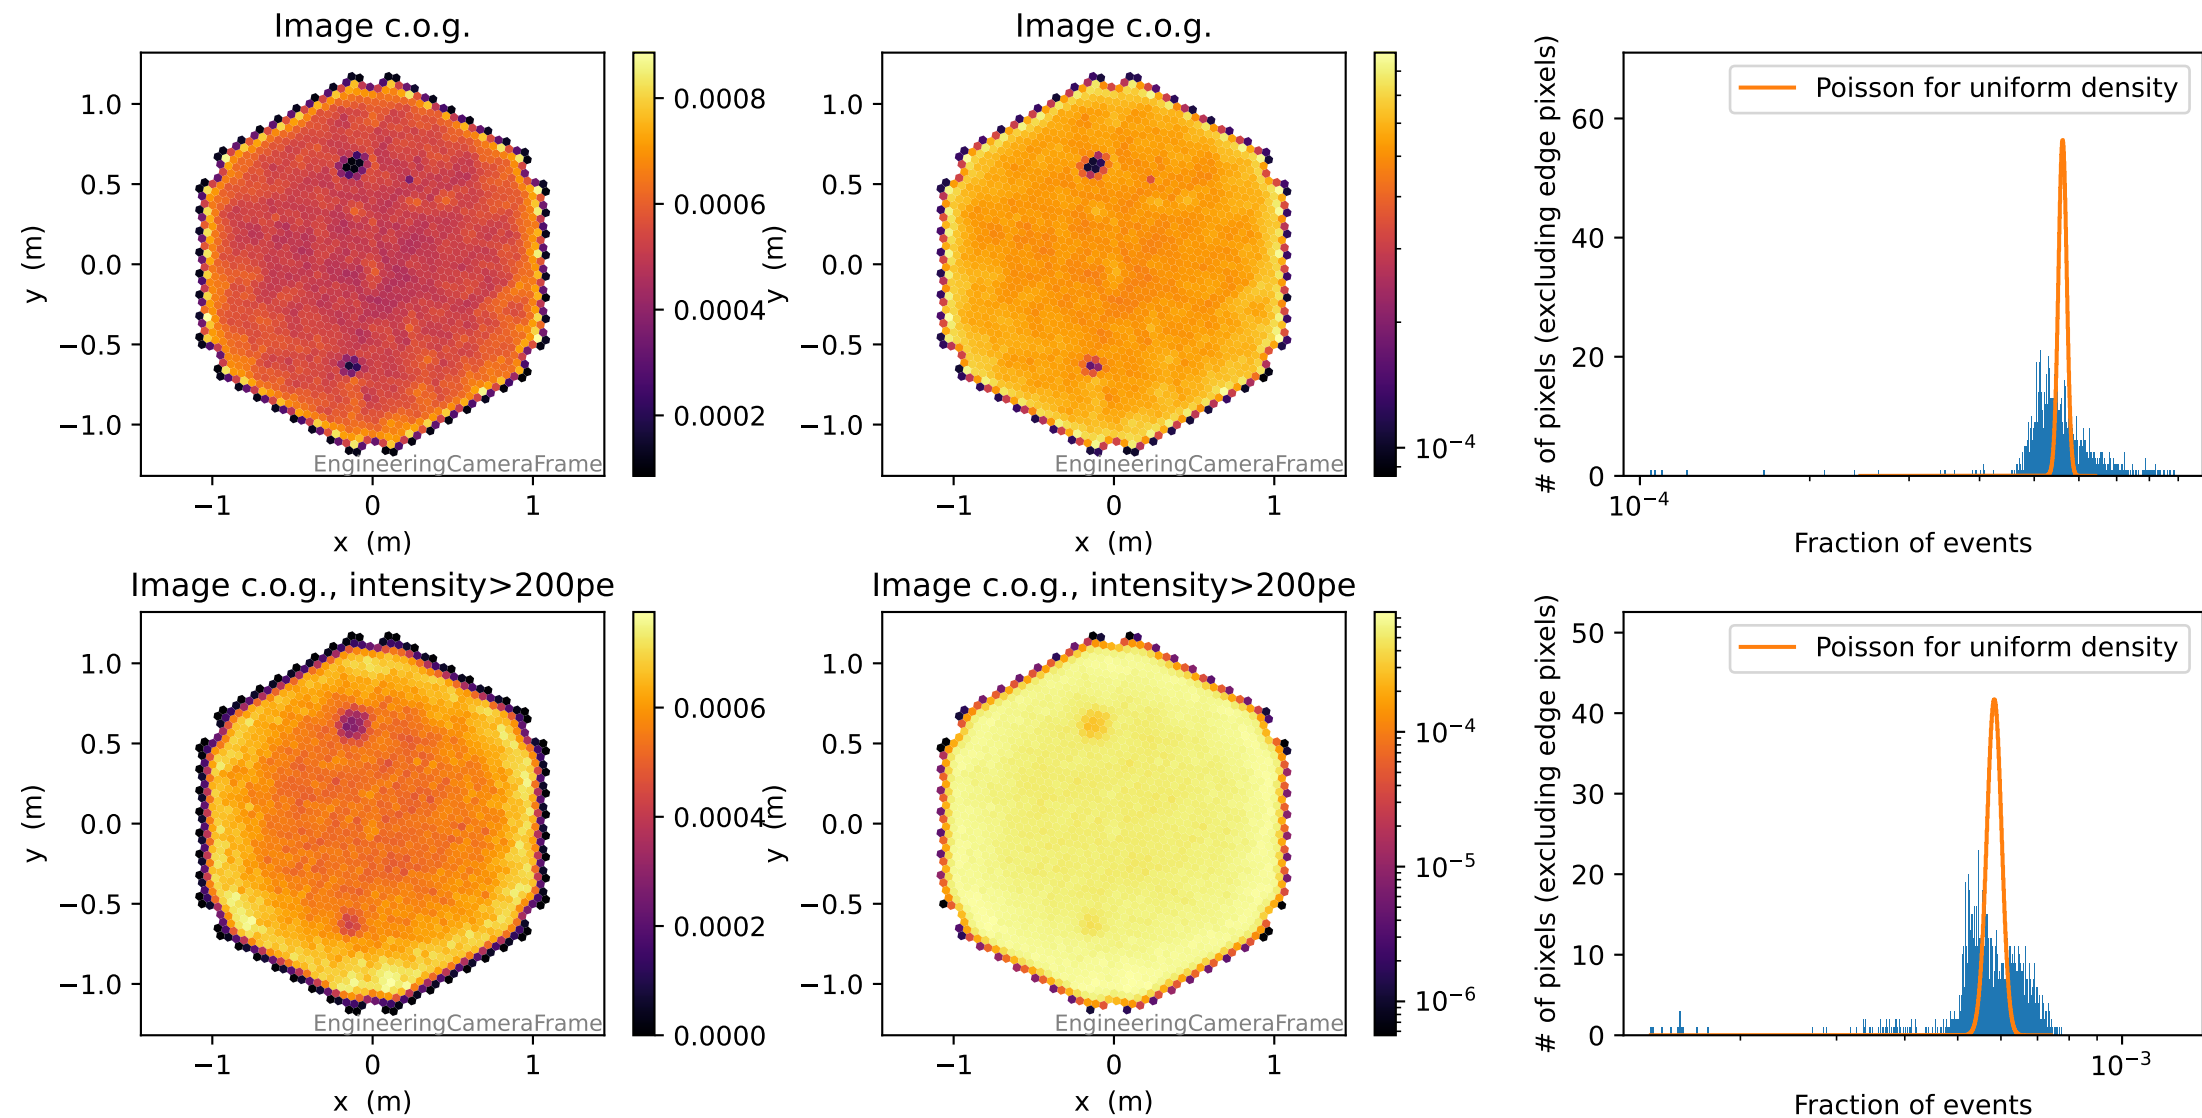 Image c.o.g.
1.0
0.5
0.0
−0.5
−1.0
y (m)
−1
0
1
x (m)
EngineeringCameraFrame
0.0008
0.0006
0.0004
0.0002
Image c.o.g.
1.0
0.5
0.0
−0.5
−1.0
y (m)
−1
0
1
x (m)
EngineeringCameraFrame
10⁻⁴
# of pixels (excluding edge pixels)
60
40
20
0
Poisson for uniform density
10⁻⁴
Fraction of events
Image c.o.g., intensity>200pe
1.0
0.5
0.0
−0.5
−1.0
y (m)
−1
0
1
x (m)
EngineeringCameraFrame
0.0006
0.0004
0.0002
0.0000
Image c.o.g., intensity>200pe
1.0
0.5
0.0
−0.5
−1.0
y (m)
−1
0
1
x (m)
EngineeringCameraFrame
10⁻⁴
10⁻⁵
10⁻⁶
# of pixels (excluding edge pixels)
50
40
30
20
10
0
Poisson for uniform density
10⁻³
Fraction of events